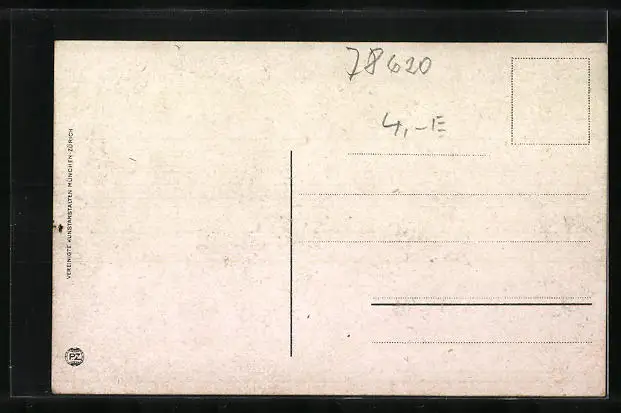 78620
4,-E
VEREINIGTE KUNSTANSTALTEN MÜNCHEN-ZÜRICH
PZ